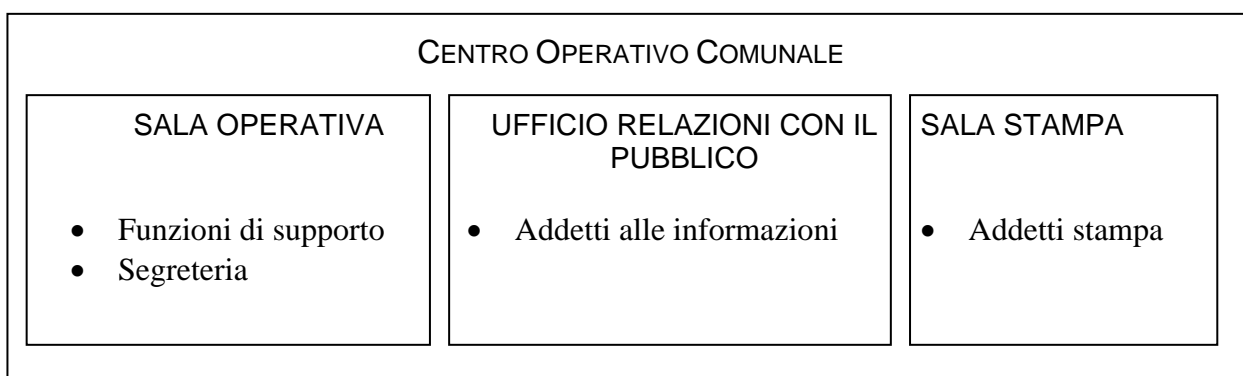 CENTRO OPERATIVO COMUNALE
SALA OPERATIVA
• Funzioni di supporto
• Segreteria
UFFICIO RELAZIONI CON IL
PUBBLICO
• Addetti alle informazioni
SALA STAMPA
• Addetti stampa